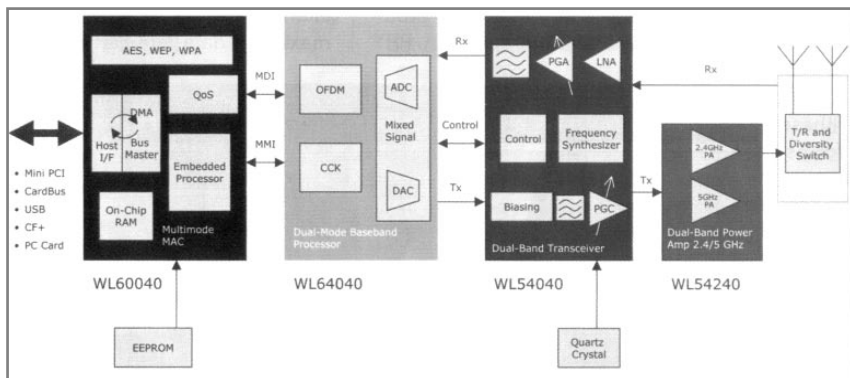 AES, WEP, WPA
QoS
DMA
Host
I/F
Bus
Master
Embedded
Processor
On-Chip
RAM
Multimode
MAC
WL60040
EEPROM
Mini PCI
CardBus
USB
CF+
PC Card
MDI
MMI
OFDM
CCK
ADC
Mixed
Signal
DAC
Dual-Mode Baseband
Processor
WL64040
Rx
Control
Tx
PGA
LNA
Control
Frequency
Synthesizer
Biasing
PGC
Dual-Band Transceiver
WL54040
Quartz
Crystal
Rx
Tx
2.4GHz
PA
5GHz
PA
Dual-Band Power
Amp 2.4/5 GHz
WL54240
T/R and
Diversity
Switch